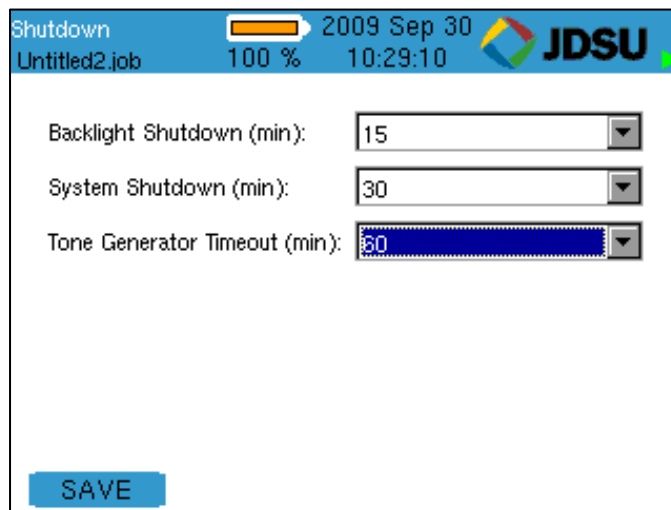 Shutdown 2009 Sep 30 JDSU
Untitled2.job 100 % 10:29:10
Backlight Shutdown (min): 15
System Shutdown (min): 30
Tone Generator Timeout (min): 60
SAVE